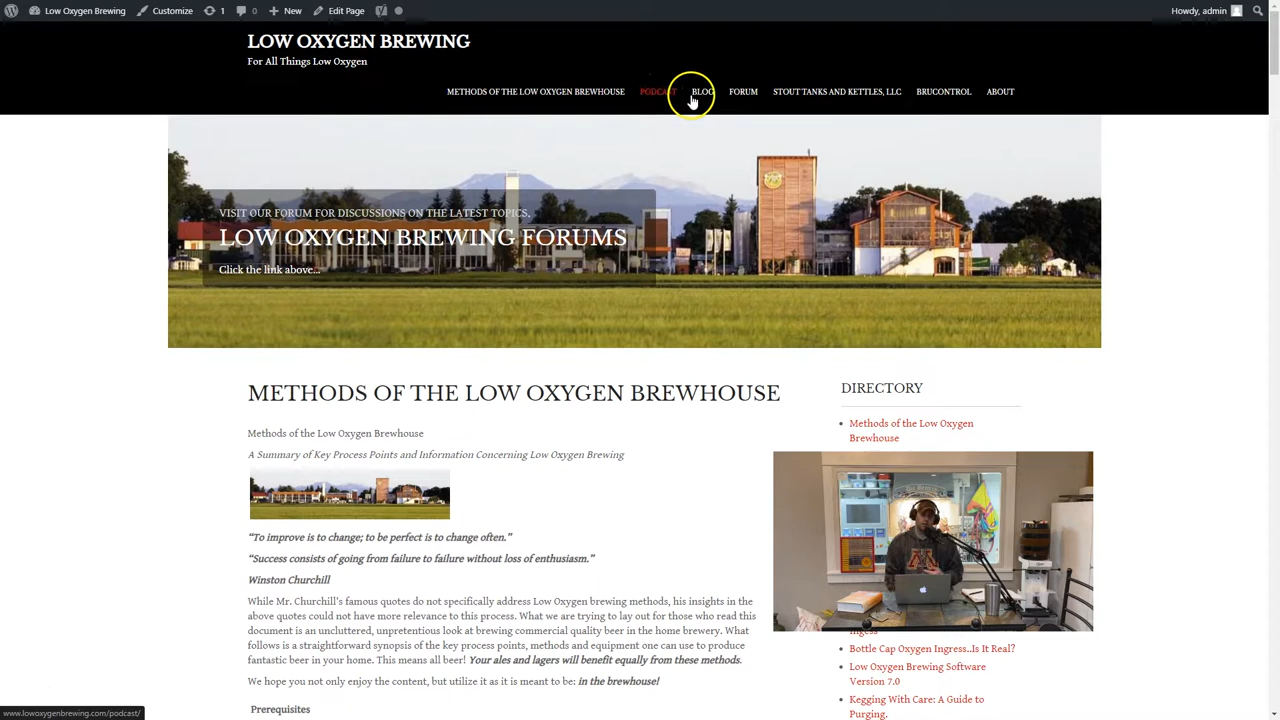 Low Oxygen Brewing Customize 1 0 New Edit Page Howdy, admin
LOW OXYGEN BREWING
For All Things Low Oxygen
METHODS OF THE LOW OXYGEN BREWHOUSE PODCAST BLOG FORUM STOUT TANKS AND KETTLES, LLC BRUCONTROL ABOUT
VISIT OUR FORUM FOR DISCUSSIONS ON THE LATEST TOPICS.
LOW OXYGEN BREWING FORUMS
Click the link above...
METHODS OF THE LOW OXYGEN BREWHOUSE
Methods of the Low Oxygen Brewhouse
A Summary of Key Process Points and Information Concerning Low Oxygen Brewing
“To improve is to change; to be perfect is to change often.”
“Success consists of going from failure to failure without loss of enthusiasm.”
Winston Churchill
While Mr. Churchill’s famous quotes do not specifically address Low Oxygen brewing methods, his insights in the
above quotes could not have more relevance to this process. What we are trying to lay out for those who read this
document is an uncluttered, unpretentious look at brewing commercial quality beer in the home brewery. What
follows is a straightforward synopsis of the key process points, methods and equipment one can use to produce
fantastic beer in your home. This means all beer! Your ales and lagers will benefit equally from these methods.
We hope you not only enjoy the content, but utilize it as it is meant to be: in the brewhouse!
Prerequisites
DIRECTORY
Methods of the Low Oxygen
Brewhouse
Ingess
Bottle Cap Oxygen Ingress..Is It Real?
Low Oxygen Brewing Software
Version 7.0
Kegging With Care: A Guide to
Purging.
www.lowoxygenbrewing.com/podcast/